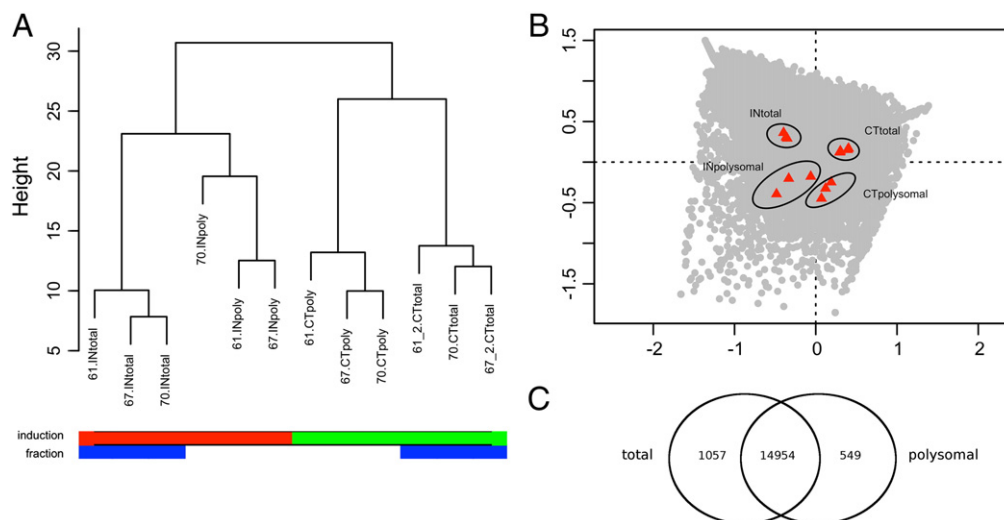 A
Height
30
25
20
15
10
5
61.INtotal
67.INtotal
70.INtotal
70.INpoly
61.INpoly
67.INpoly
61.CTpoly
67.CTpoly
70.CTpoly
61_2.CTtotal
70.CTtotal
67_2.CTtotal
induction
fraction
B
1.5
0.5
-0.5
-1.5
INtotal
CTtotal
INpolysomal
CTpolysomal
-2 -1 0 1 2
C
total 1057 14954 549 polysomal